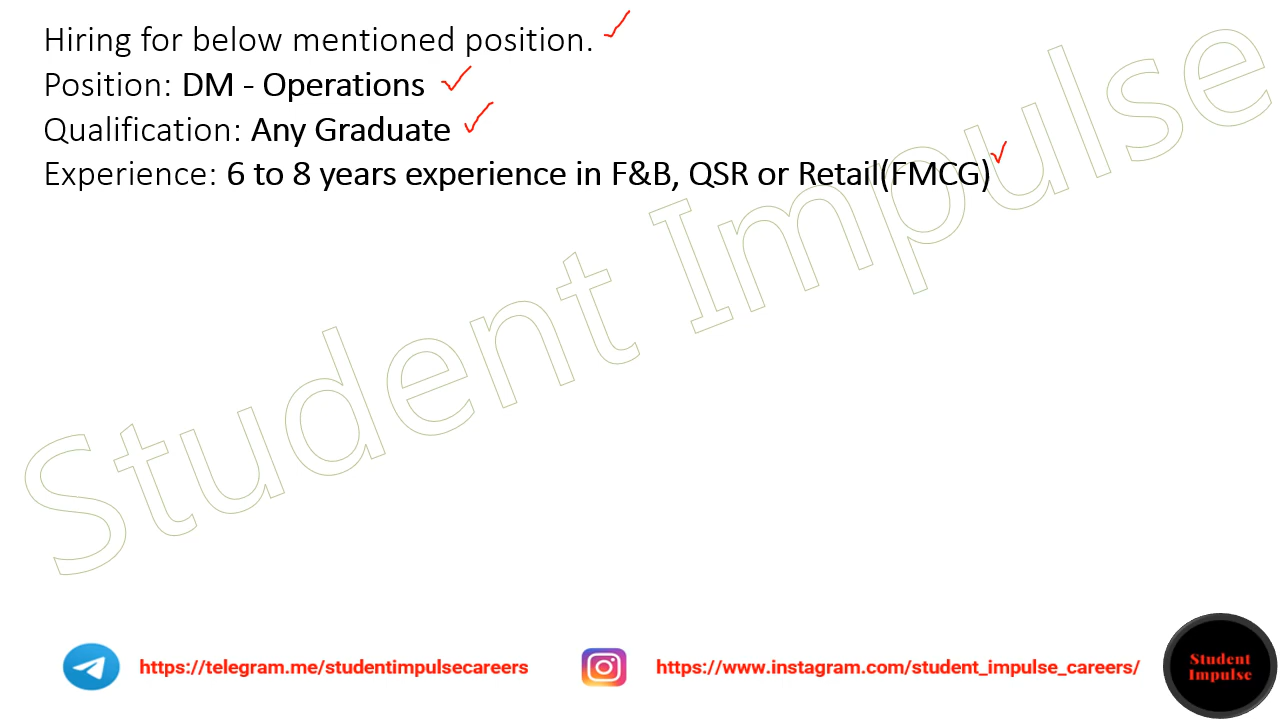 Hiring for below mentioned position.
Position: DM - Operations
Qualification: Any Graduate
Experience: 6 to 8 years experience in F&B, QSR or Retail(FMCG)
Student Impulse
https://telegram.me/studentimpulsecareers
https://www.instagram.com/student_impulse_careers/
Student
Impulse